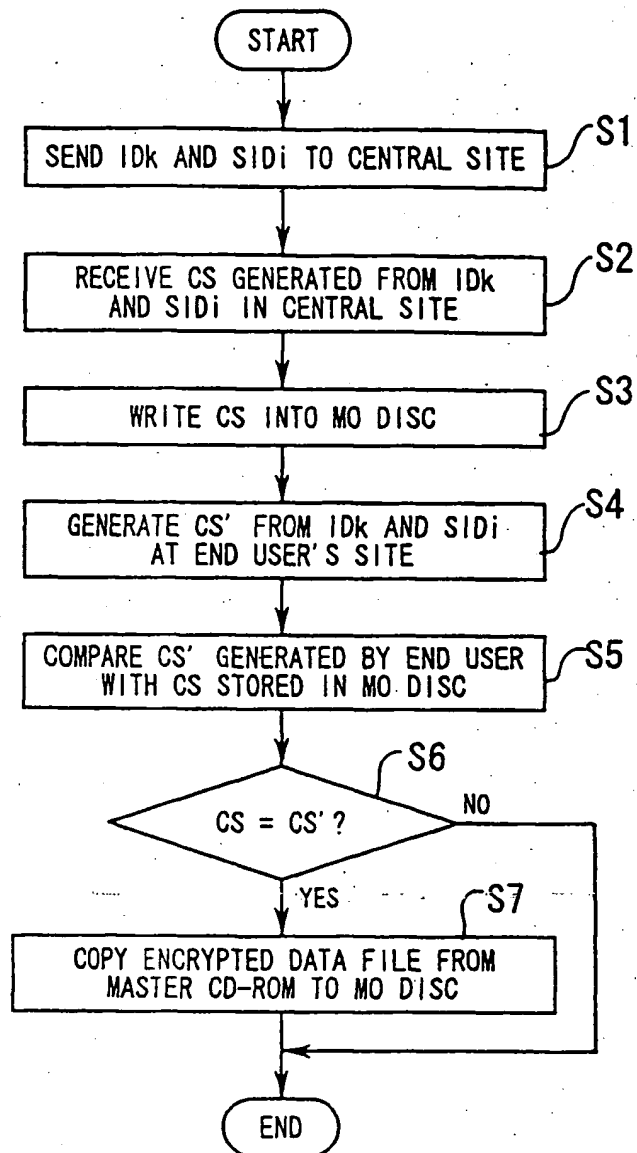 START
SEND IDk AND SIDi TO CENTRAL SITE
S1
RECEIVE CS GENERATED FROM IDk
AND SIDi IN CENTRAL SITE
S2
WRITE CS INTO MO DISC
S3
GENERATE CS' FROM IDk AND SIDi
AT END USER'S SITE
S4
COMPARE CS' GENERATED BY END USER
WITH CS STORED IN MO DISC
S5
S6
CS = CS'?
NO
YES
S7
COPY ENCRYPTED DATA FILE FROM
MASTER CD-ROM TO MO DISC
END